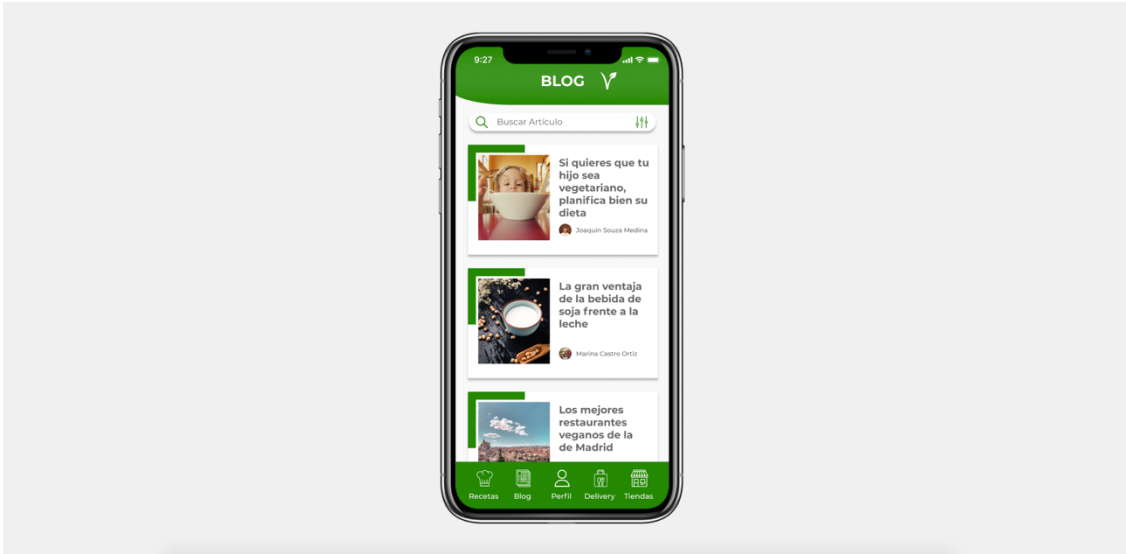 9:27
BLOG
Buscar Artículo
Si quieres que tu
hijo sea
vegetariano,
planifica bien su
dieta
Joaquin Souza Medina
La gran ventaja
de la bebida de
soja frente a la
leche
Marina Castro Ortiz
Los mejores
restaurantes
veganos de la
de Madrid
Recetas Blog Perfil Delivery Tiendas